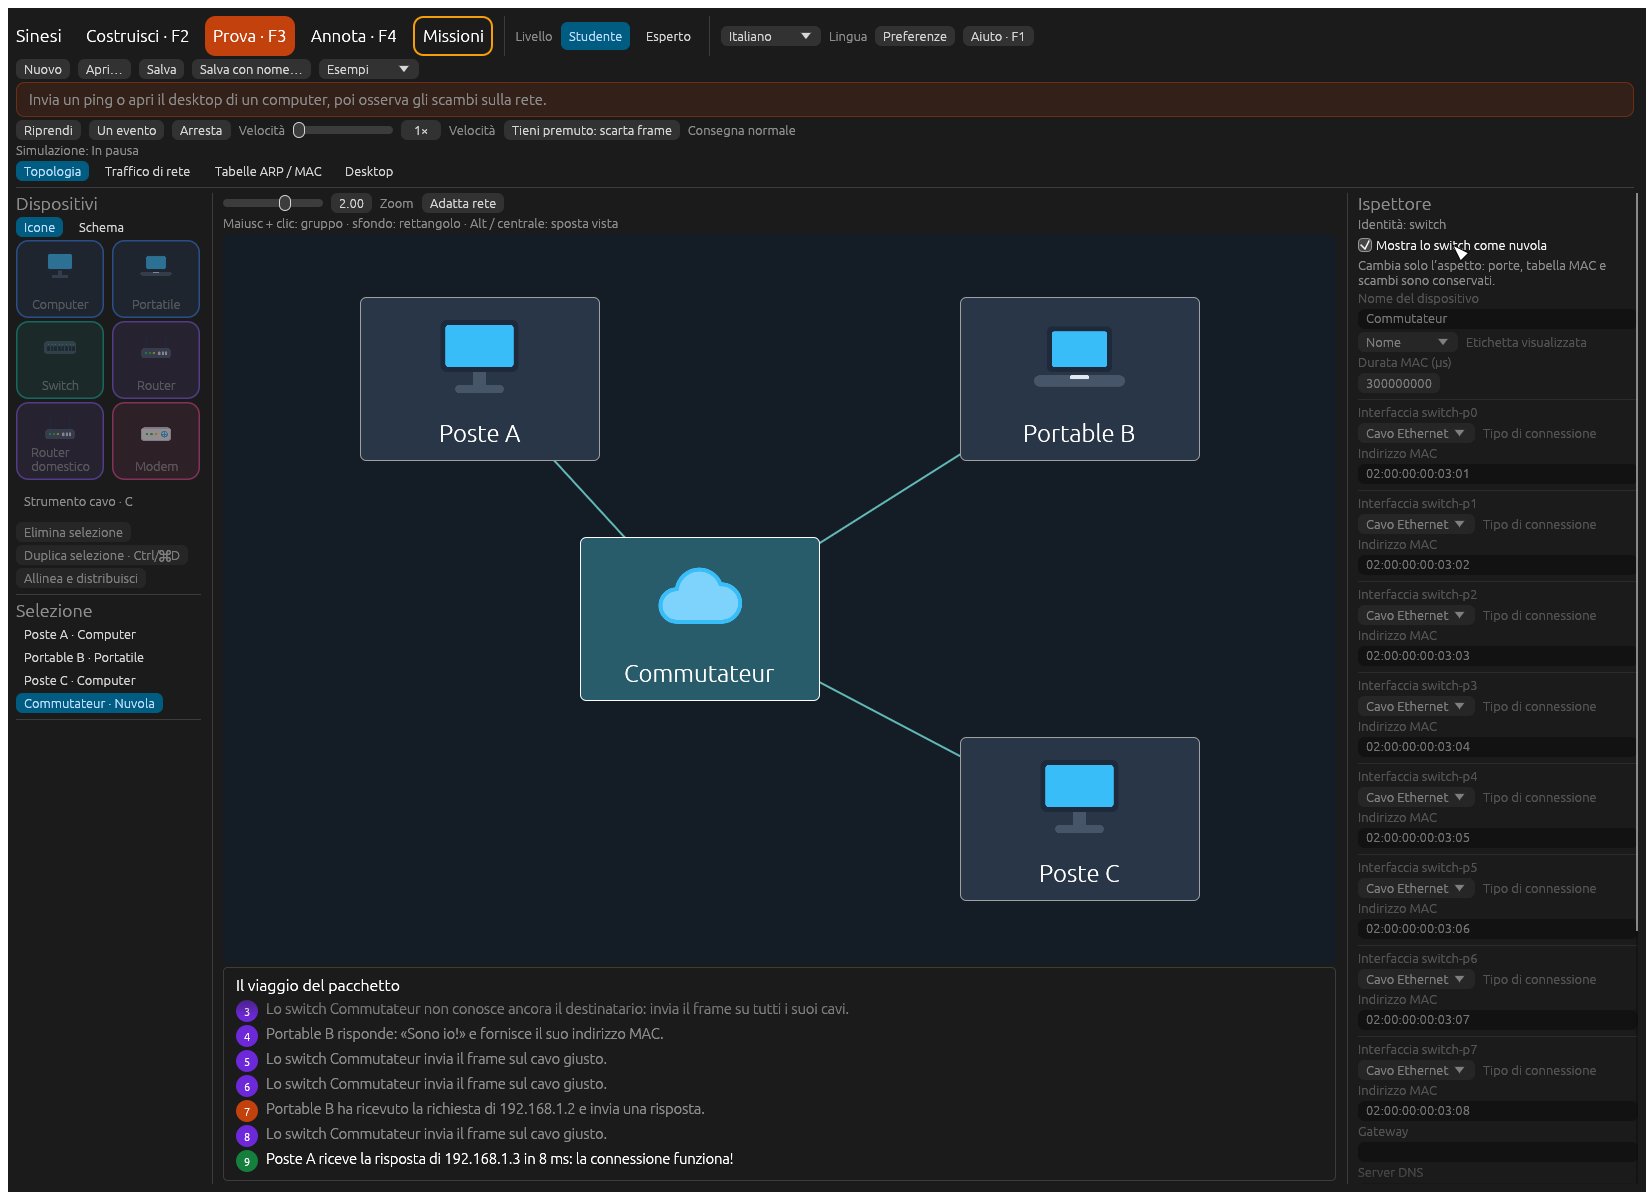 Sinesi Costruisci · F2 Prova · F3 Annota · F4 Missioni Livello Studente Esperto Italiano Lingua Preferenze Aiuto · F1
Nuovo Apri… Salva Salva con nome… Esempi
Invia un ping o apri il desktop di un computer, poi osserva gli scambi sulla rete.
Riprendi Un evento Arresta Velocità 1× Velocità Tieni premuto: scarta frame Consegna normale
Simulazione: In pausa
Topologia Traffico di rete Tabelle ARP / MAC Desktop
Dispositivi
Icone Schema
Computer Portatile
Switch Router
Router domestico Modem
Strumento cavo · C
Elimina selezione
Duplica selezione · Ctrl/⌘D
Allinea e distribuisci
Selezione
Poste A · Computer
Portable B · Portatile
Poste C · Computer
Commutateur · Nuvola
2.00 Zoom Adatta rete
Maiusc + clic: gruppo · sfondo: rettangolo · Alt / centrale: sposta vista
Poste A
Portable B
Commutateur
Poste C
Il viaggio del pacchetto
3 Lo switch Commutateur non conosce ancora il destinatario: invia il frame su tutti i suoi cavi.
4 Portable B risponde: «Sono io!» e fornisce il suo indirizzo MAC.
5 Lo switch Commutateur invia il frame sul cavo giusto.
6 Lo switch Commutateur invia il frame sul cavo giusto.
7 Portable B ha ricevuto la richiesta di 192.168.1.2 e invia una risposta.
8 Lo switch Commutateur invia il frame sul cavo giusto.
9 Poste A riceve la risposta di 192.168.1.3 in 8 ms: la connessione funziona!
Ispettore
Identità: switch
Mostra lo switch come nuvola
Cambia solo l'aspetto: porte, tabella MAC e
scambi sono conservati.
Nome del dispositivo
Commutateur
Nome Etichetta visualizzata
Durata MAC (µs)
300000000
Interfaccia switch-p0
Cavo Ethernet Tipo di connessione
Indirizzo MAC
02:00:00:00:03:01
Interfaccia switch-p1
Cavo Ethernet Tipo di connessione
Indirizzo MAC
02:00:00:00:03:02
Interfaccia switch-p2
Cavo Ethernet Tipo di connessione
Indirizzo MAC
02:00:00:00:03:03
Interfaccia switch-p3
Cavo Ethernet Tipo di connessione
Indirizzo MAC
02:00:00:00:03:04
Interfaccia switch-p4
Cavo Ethernet Tipo di connessione
Indirizzo MAC
02:00:00:00:03:05
Interfaccia switch-p5
Cavo Ethernet Tipo di connessione
Indirizzo MAC
02:00:00:00:03:06
Interfaccia switch-p6
Cavo Ethernet Tipo di connessione
Indirizzo MAC
02:00:00:00:03:07
Interfaccia switch-p7
Cavo Ethernet Tipo di connessione
Indirizzo MAC
02:00:00:00:03:08
Gateway
Server DNS